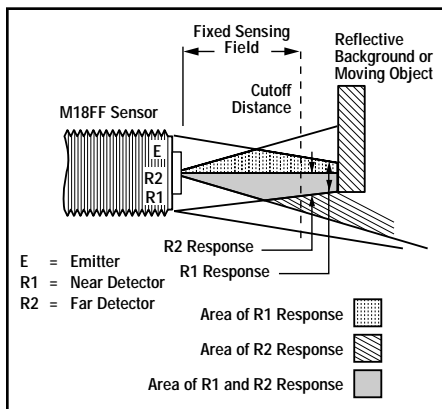 Fixed Sensing
Field
Reflective
Background or
Moving Object
Cutoff
Distance
M18FF Sensor
E
R2
R1
R2 Response
R1 Response
E = Emitter
R1 = Near Detector
R2 = Far Detector
Area of R1 Response
Area of R2 Response
Area of R1 and R2 Response